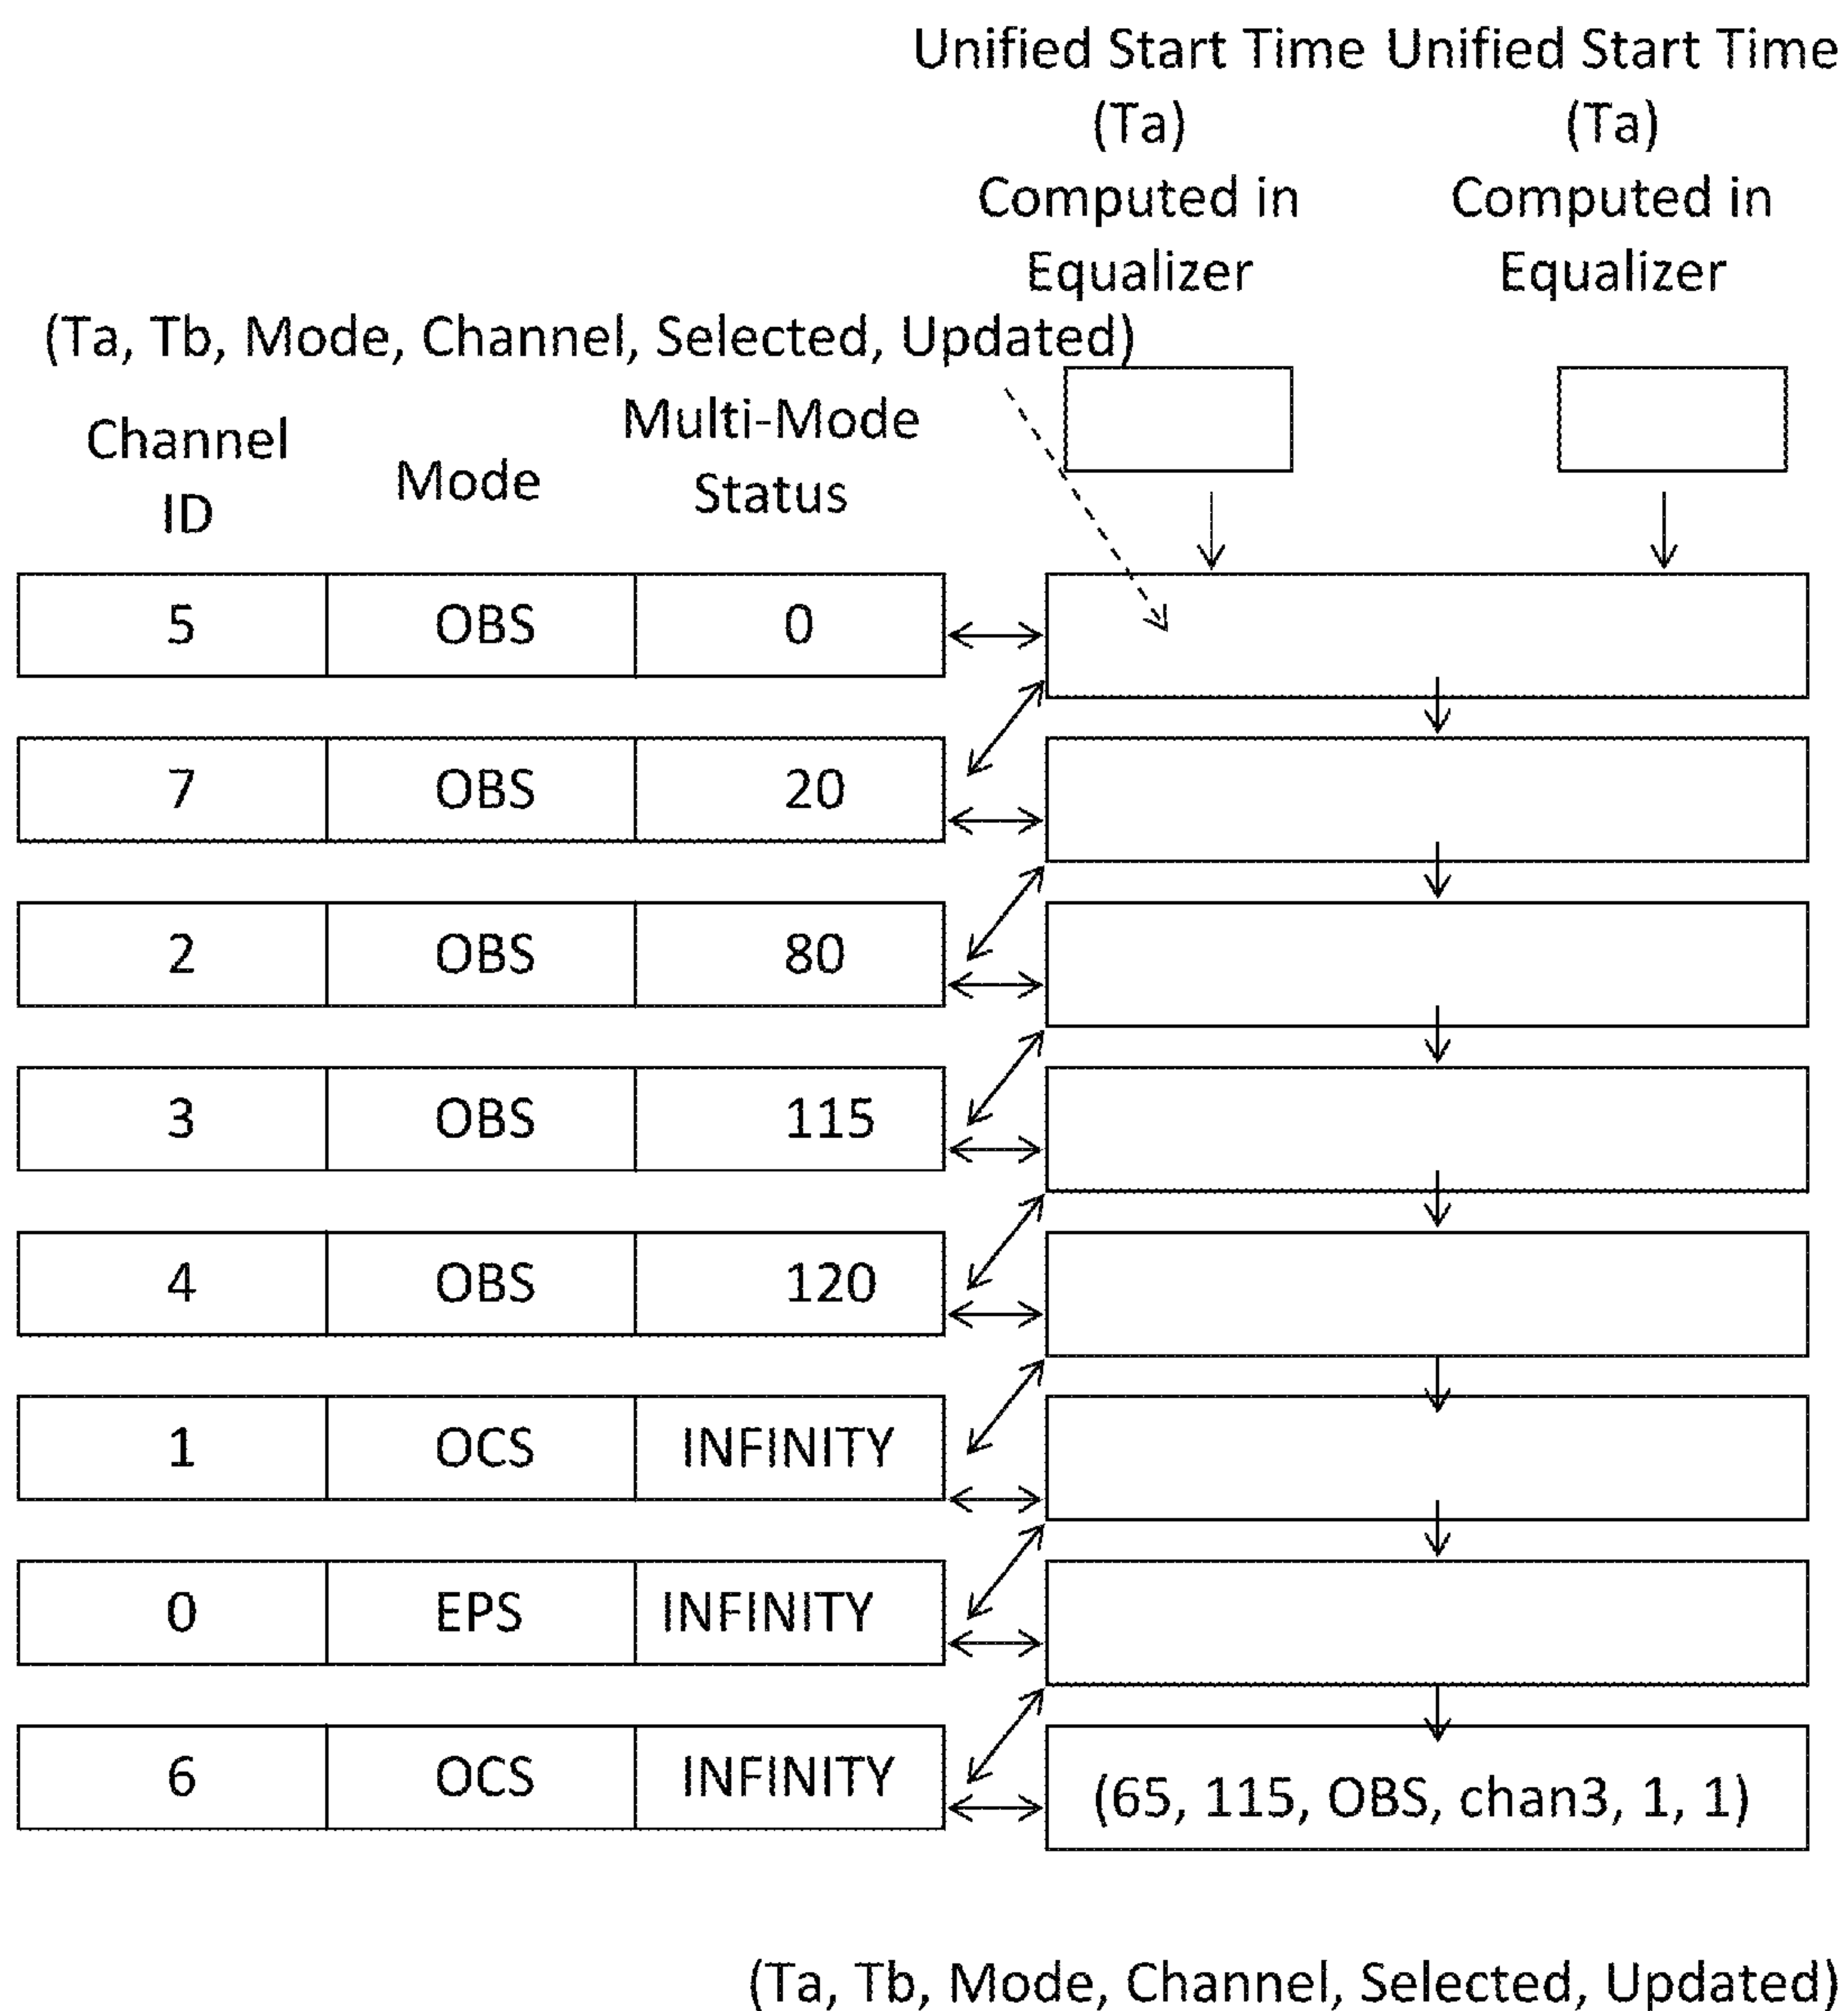 Unified Start Time Unified Start Time
(Ta) (Ta)
Computed in Computed in
Equalizer Equalizer
(Ta, Tb, Mode, Channel, Selected, Updated)
Channel ID Mode Multi-Mode Status
5 OBS 0
7 OBS 20
2 OBS 80
3 OBS 115
4 OBS 120
1 OCS INFINITY
0 EPS INFINITY
6 OCS INFINITY (65, 115, OBS, chan3, 1, 1)
(Ta, Tb, Mode, Channel, Selected, Updated)